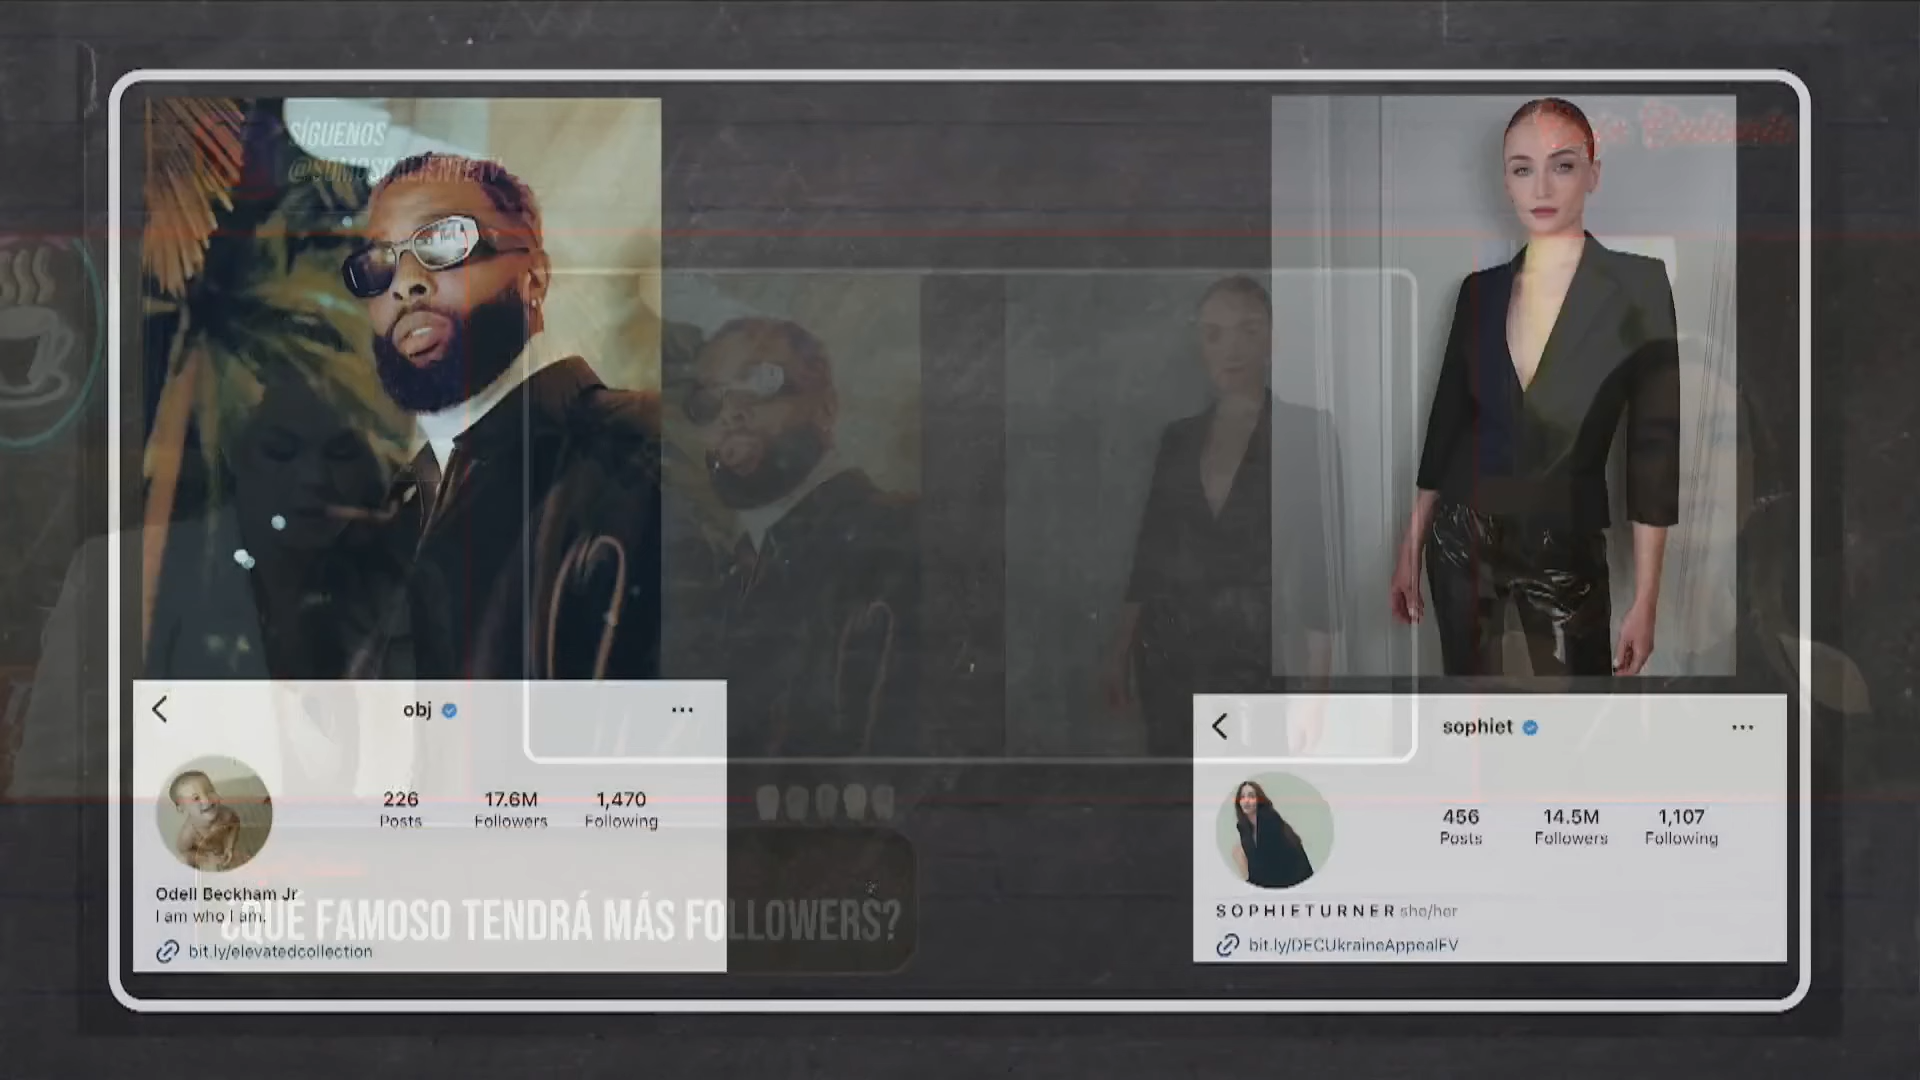 SÍGUENOS
@SOMOSPALIENTETV
obj
226
17.6M
1,470
Posts
Followers
Following
Odell Beckham Jr
I am who I am.
bit.ly/elevatedcollection
¿QUÉ FAMOSO TENDRÁ MÁS FOLLOWERS?
sophiet
456
14.5M
1,107
Posts
Followers
Following
SOPHIETURNER she/her
bit.ly/DECUkraineAppealFV